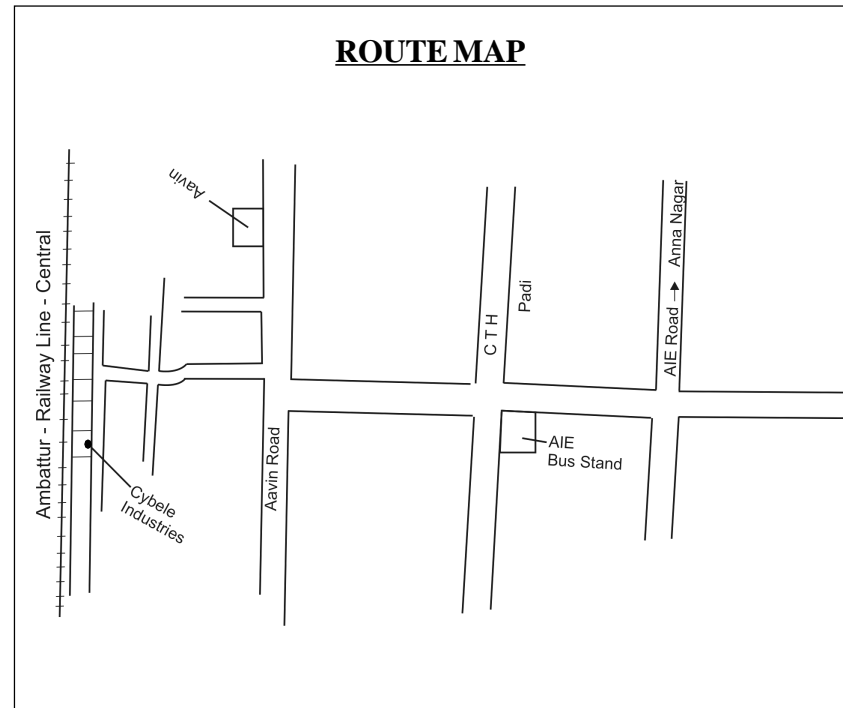 ROUTE MAP
Aavin
Ambattur - Railway Line - Central
Cybele
Industries
Aavin Road
C T H
Padi
AIE Road → Anna Nagar
AIE
Bus Stand